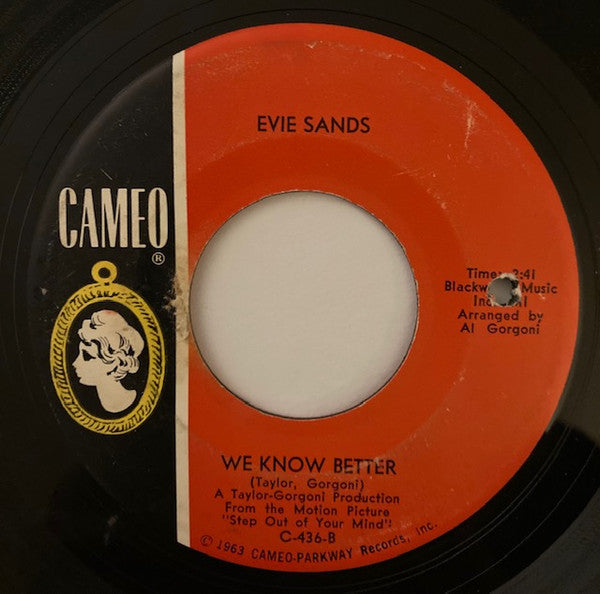 EVIE SANDS
CAMEO
®
Time: :41
Music
Arranged by
Al Gorgoni
WE KNOW BETTER
(Taylor, Gorgoni)
A Taylor-Gorgoni Production
From the Motion Picture
"Step Out of Your Mind"!
C-436-B
© 1963 CAMEO-PARKWAY Records, Inc.